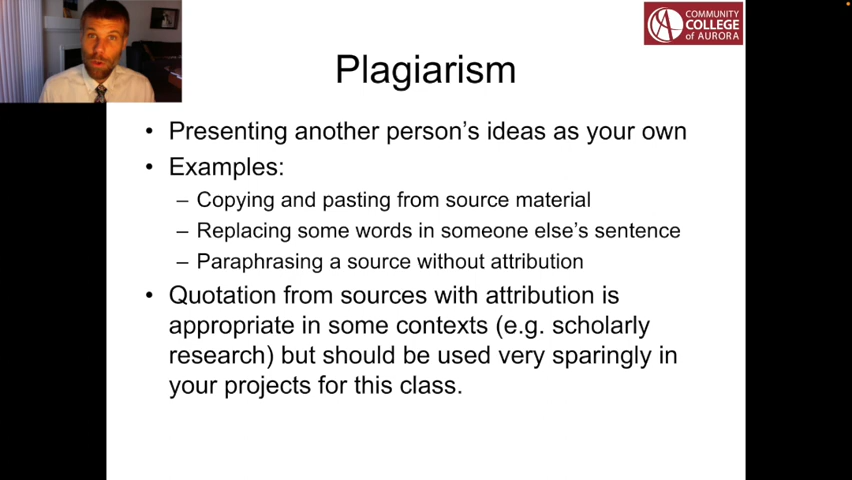 COMMUNITY
COLLEGE
of AURORA
Plagiarism
• Presenting another person's ideas as your own
• Examples:
– Copying and pasting from source material
– Replacing some words in someone else's sentence
– Paraphrasing a source without attribution
• Quotation from sources with attribution is
appropriate in some contexts (e.g. scholarly
research) but should be used very sparingly in
your projects for this class.